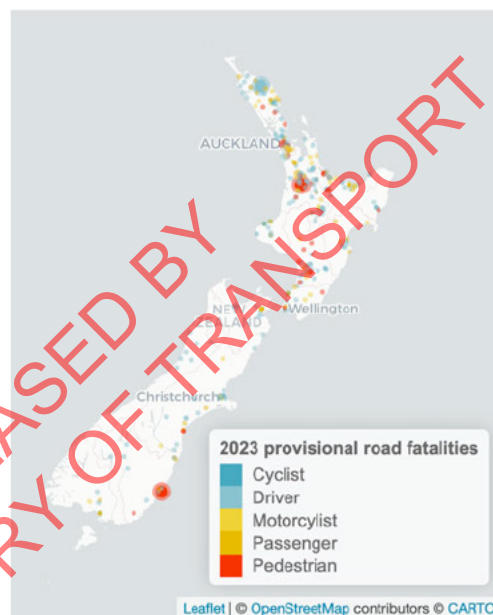 AUCKLAND
NEW
ZEALAND
Wellington
Christchurch
2023 provisional road fatalities
Cyclist
Driver
Motorcylist
Passenger
Pedestrian
Leaflet | © OpenStreetMap contributors © CARTO
ASED BY
RY OF TRANSPORT